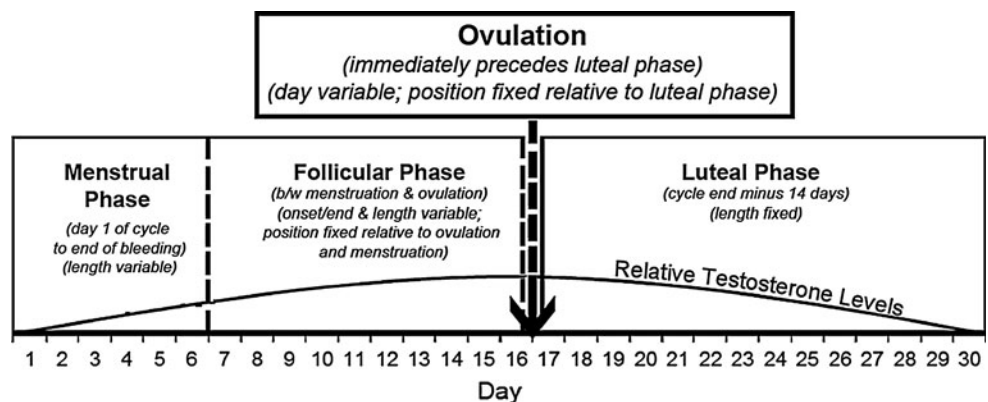 Ovulation
(immediately precedes luteal phase)
(day variable; position fixed relative to luteal phase)
Menstrual
Phase
(day 1 of cycle
to end of bleeding)
(length variable)
Follicular Phase
(b/w menstruation & ovulation)
(onset/end & length variable;
position fixed relative to ovulation
and menstruation)
Luteal Phase
(cycle end minus 14 days)
(length fixed)
Relative Testosterone Levels
1 2 3 4 5 6 7 8 9 10 11 12 13 14 15 16 17 18 19 20 21 22 23 24 25 26 27 28 29 30
Day